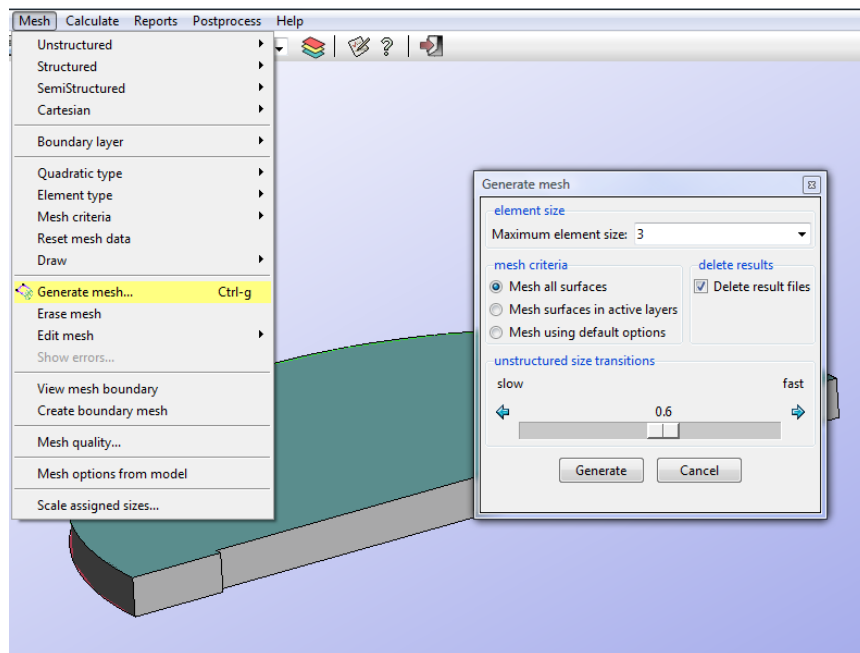 Mesh Calculate Reports Postprocess Help
Unstructured
Structured
SemiStructured
Cartesian
Boundary layer
Quadratic type
Element type
Mesh criteria
Reset mesh data
Draw
Generate mesh... Ctrl-g
Erase mesh
Edit mesh
Show errors...
View mesh boundary
Create boundary mesh
Mesh quality...
Mesh options from model
Scale assigned sizes...
Generate mesh
element size
Maximum element size: 3
mesh criteria
Mesh all surfaces
Mesh surfaces in active layers
Mesh using default options
delete results
Delete result files
unstructured size transitions
slow fast
0.6
Generate Cancel